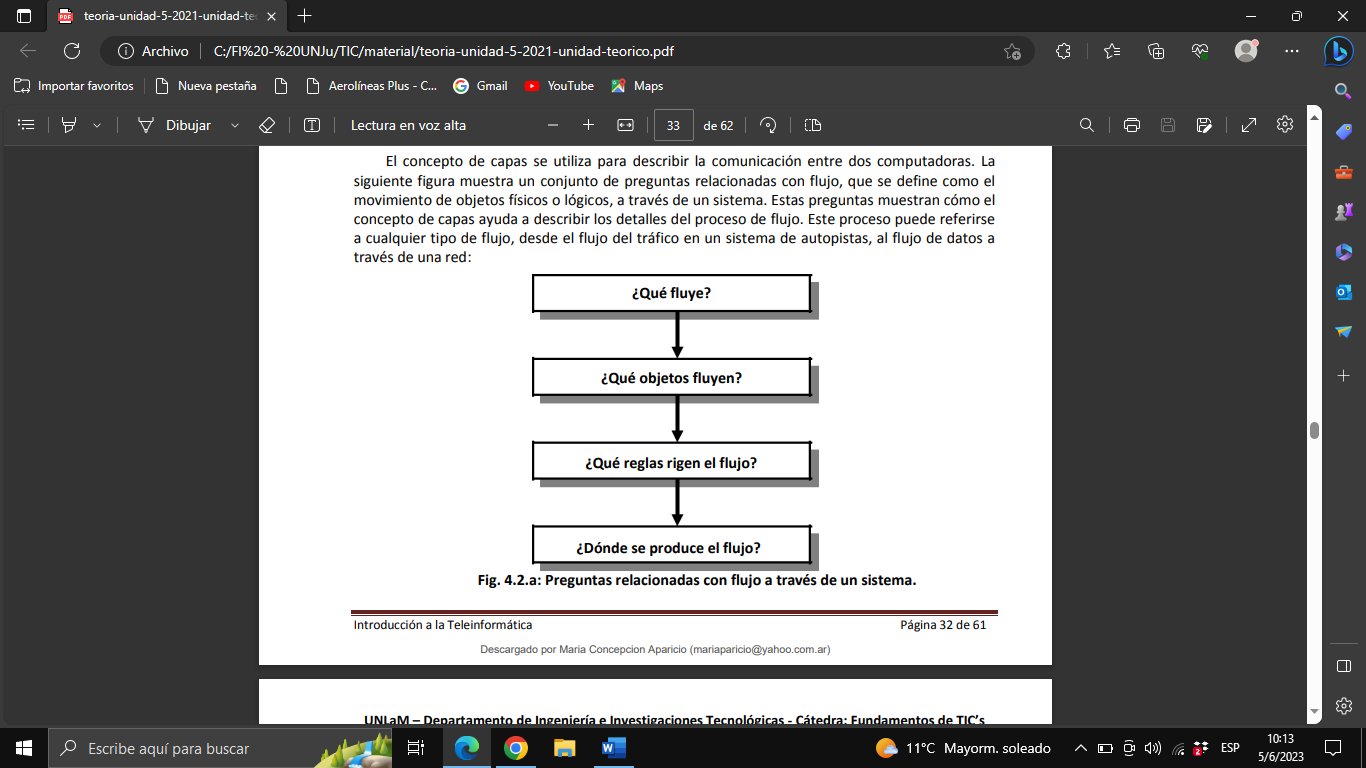 teoria-unidad-5-2021-unidad-te
Archivo
C:/FI%20-%20UNJu/TIC/material/teoria-unidad-5-2021-unidad-teorico.pdf
Importar favoritos
Nueva pestaña
Aerolíneas Plus - C...
Gmail
YouTube
Maps
Dibujar
Lectura en voz alta
33
de 62
El concepto de capas se utiliza para describir la comunicación entre dos computadoras. La
siguiente figura muestra un conjunto de preguntas relacionadas con flujo, que se define como el
movimiento de objetos físicos o lógicos, a través de un sistema. Estas preguntas muestran cómo el
concepto de capas ayuda a describir los detalles del proceso de flujo. Este proceso puede referirse
a cualquier tipo de flujo, desde el flujo del tráfico en un sistema de autopistas, al flujo de datos a
través de una red:
¿Qué fluye?
¿Qué objetos fluyen?
¿Qué reglas rigen el flujo?
¿Dónde se produce el flujo?
Fig. 4.2.a: Preguntas relacionadas con flujo a través de un sistema.
Introducción a la Teleinformática
Página 32 de 61
Descargado por Maria Concepcion Aparicio (mariaparicio@yahoo.com.ar)
UNLaM – Departamento de Ingeniería e Investigaciones Tecnológicas - Cátedra: Fundamentos de TIC's
Escribe aquí para buscar
11°C Mayorm. soleado
ESP
10:13
5/6/2023